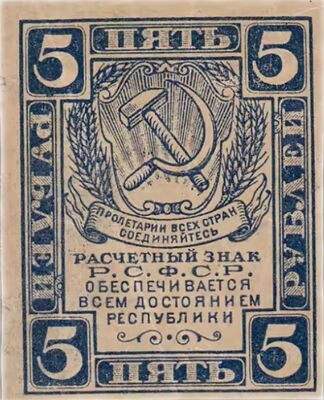 5 ПЯТЬ 5
РУБЛЕЙ
РУБЛЕЙ
ПРОЛЕТАРИИ ВСЕХ СТРАН
СОЕДИНЯЙТЕСЬ
РАСЧЕТНЫЙ ЗНАК
Р.С.Ф.С.Р.
ОБЕСПЕЧИВАЕТСЯ
ВСЕМ ДОСТОЯНИЕМ
РЕСПУБЛИКИ
5 ПЯТЬ 5